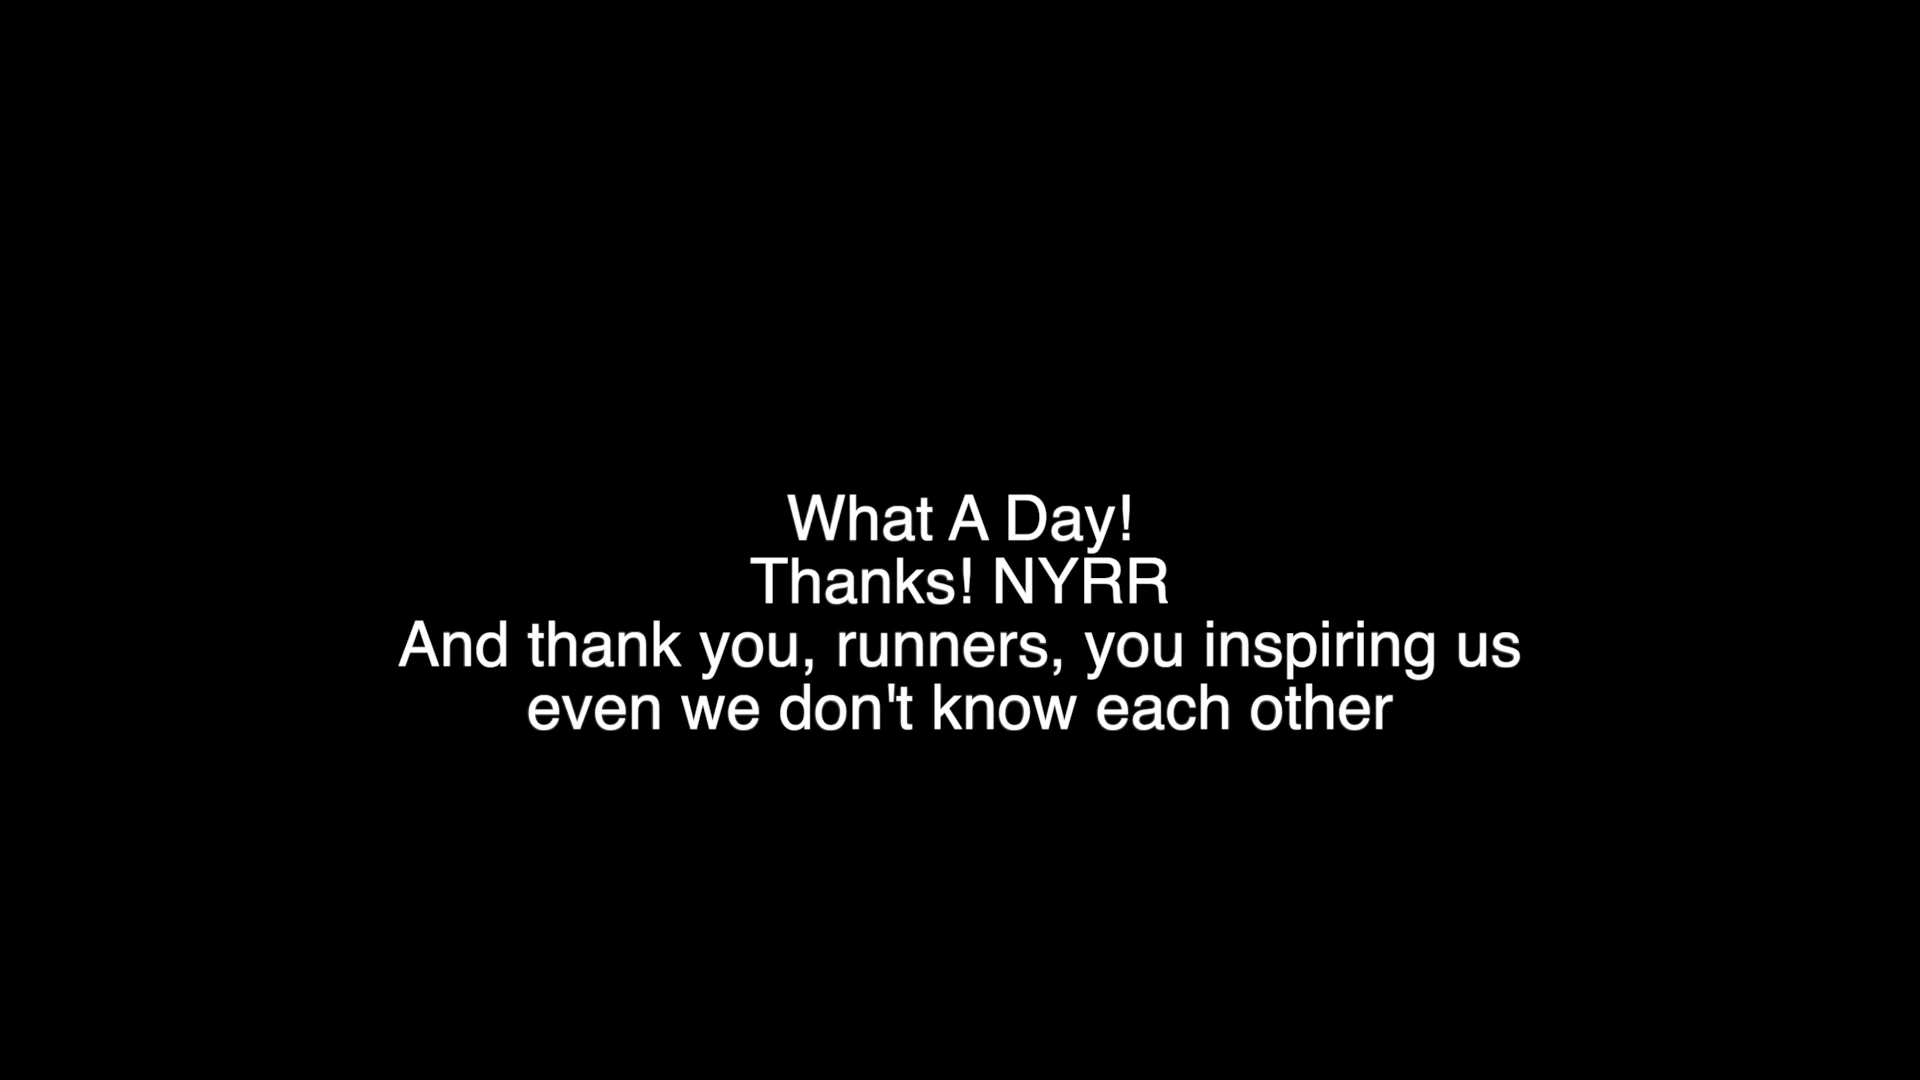 What A Day!
Thanks! NYRR
And thank you, runners, you inspiring us
even we don't know each other